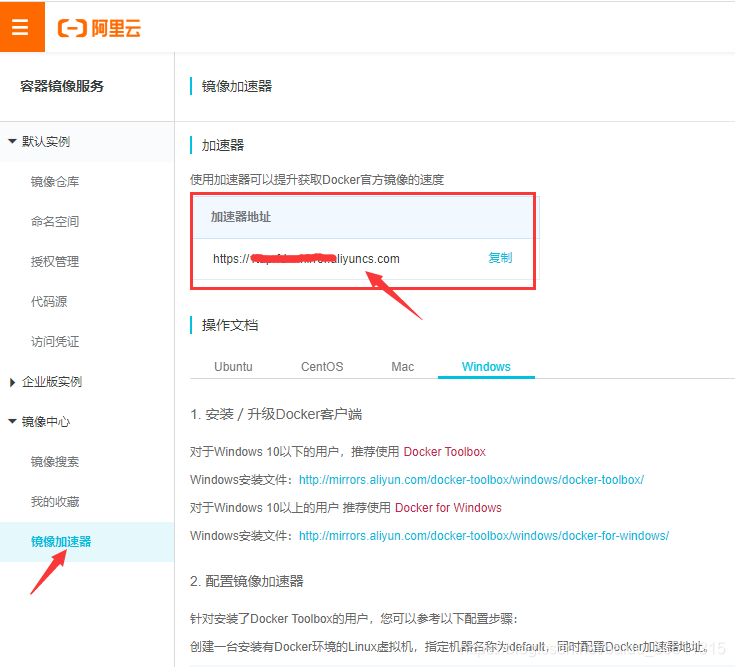 阿里云
容器镜像服务
镜像加速器
默认实例
镜像仓库
命名空间
授权管理
代码源
访问凭证
企业版实例
镜像中心
镜像搜索
我的收藏
镜像加速器
加速器
使用加速器可以提升获取Docker官方镜像的速度
加速器地址
https:// aliyuncs.com 复制
操作文档
Ubuntu CentOS Mac Windows
1. 安装 / 升级Docker客户端
对于Windows 10以下的用户，推荐使用 Docker Toolbox
Windows安装文件：http://mirrors.aliyun.com/docker-toolbox/windows/docker-toolbox/
对于Windows 10以上的用户 推荐使用 Docker for Windows
Windows安装文件：http://mirrors.aliyun.com/docker-toolbox/windows/docker-for-windows/
2. 配置镜像加速器
针对安装了Docker Toolbox的用户，您可以参考以下配置步骤：
创建一台安装有Docker环境的Linux虚拟机，指定机器名称为default，同时配置Docker加速器地址。